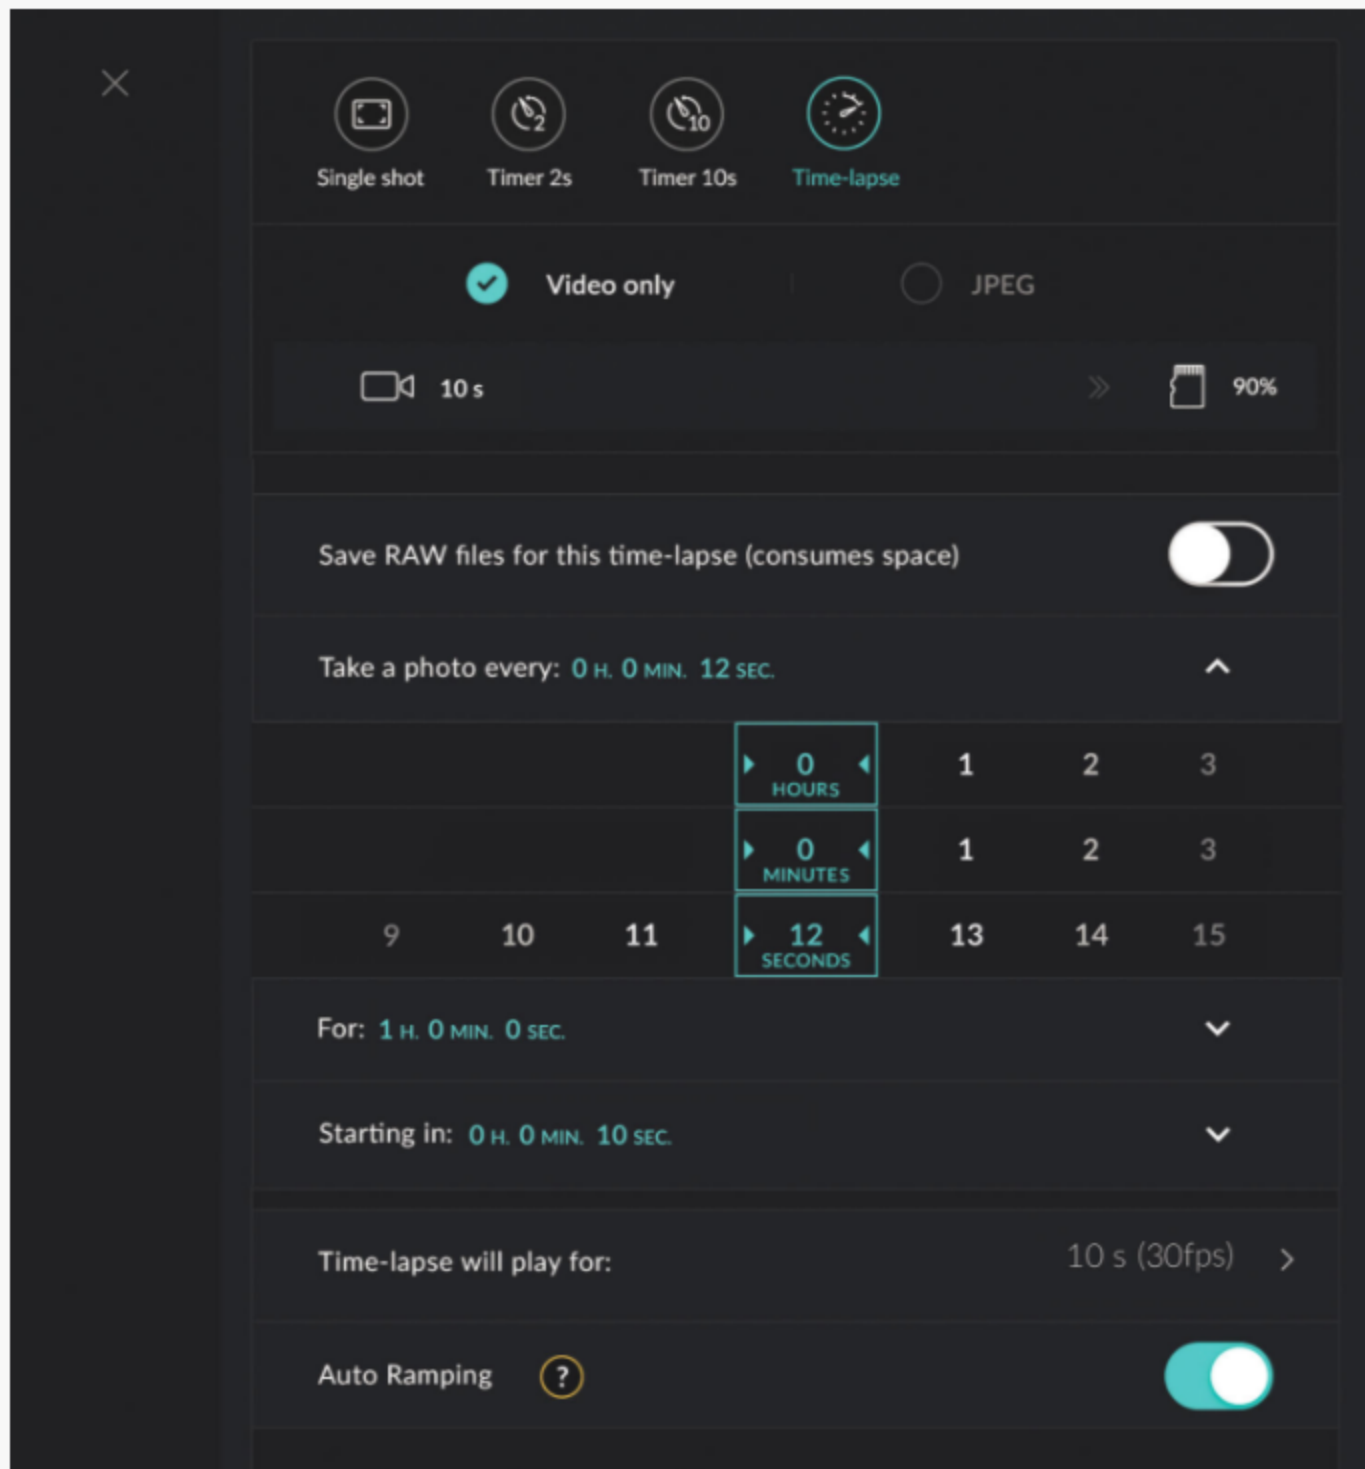 Single shot Timer 2s Timer 10s Time-lapse
Video only JPEG
10 s 90%
Save RAW files for this time-lapse (consumes space)
Take a photo every: 0 H. 0 MIN. 12 SEC.
0 1 2 3
HOURS
0 1 2 3
MINUTES
9 10 11 12 13 14 15
SECONDS
For: 1 H. 0 MIN. 0 SEC.
Starting in: 0 H. 0 MIN. 10 SEC.
Time-lapse will play for: 10 s (30fps)
Auto Ramping ?